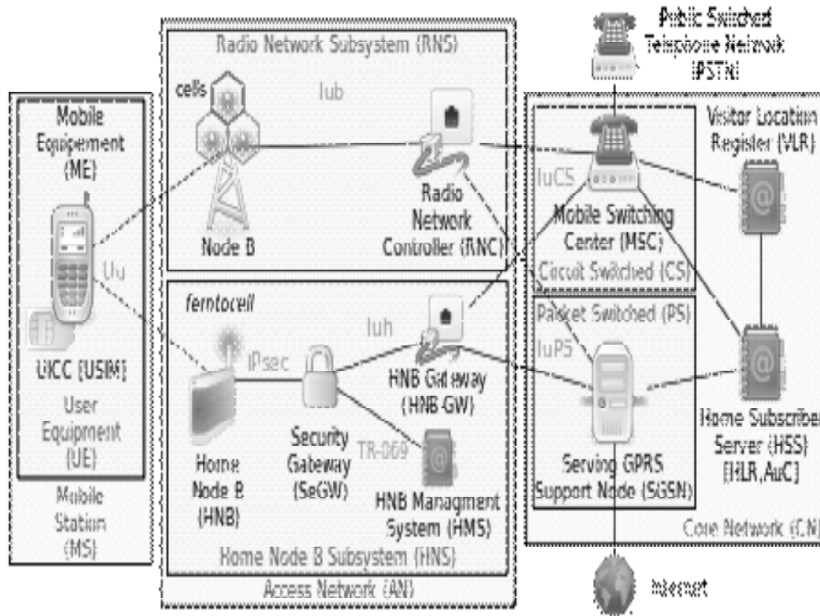 Public Switched
Telephone Network
(PSTN)
Radio Network Subsystem (RNS)
cells
Iub
Node B
Radio
Network
Controller (RNC)
Mobile
Equipement
(ME)
Uu
UICC [USIM]
User
Equipment
(UE)
Mobile
Station
(MS)
IuCS
Mobile Switching
Center (MSC)
Circuit Switched (CS)
Visitor Location
Register (VLR)
femtocell
IPsec
Iuh
HNB Gateway
(HNB-GW)
Home
Node B
(HNB)
Security
Gateway
(SeGW)
TR-069
HNB Managment
System (HMS)
Home Node B Subsystem (HNS)
Access Network (AN)
Packet Switched (PS)
IuPS
Serving GPRS
Support Node (SGSN)
Home Subscriber
Server (HSS)
[HLR,AuC]
Core Network (CN)
Internet